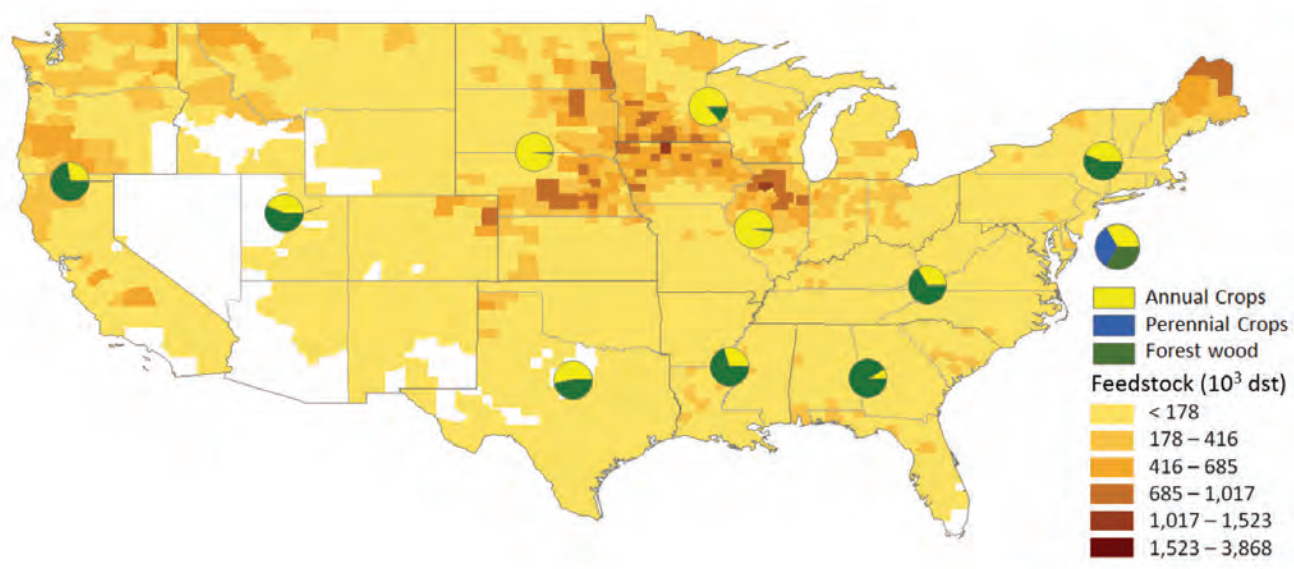 Annual Crops
Perennial Crops
Forest wood
Feedstock (10³ dst)
< 178
178 – 416
416 – 685
685 – 1,017
1,017 – 1,523
1,523 – 3,868